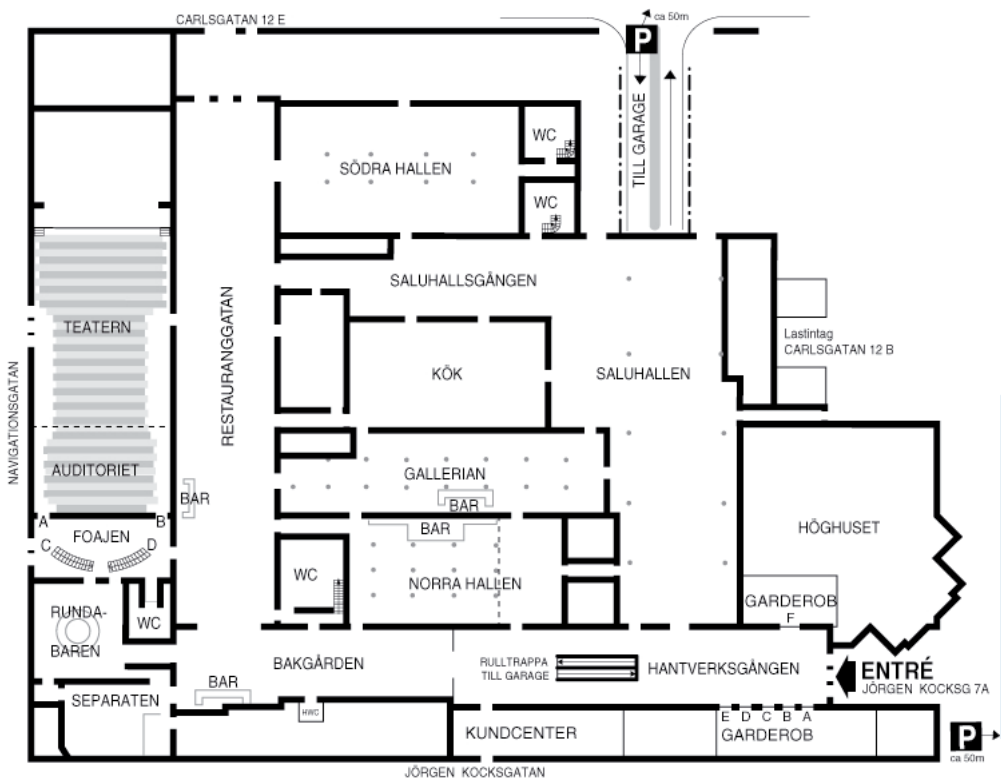 CARLSGATAN 12 E
P
ca 50m
TILL GARAGE
WC
SÖDRA HALLEN
WC
SALUHALLSGÅNGEN
RESTAURANGGATAN
TEATERN
NAVIGATIONSGATAN
Lastintag
CARLSGATAN 12 B
KÖK
SALUHALLEN
AUDITORIET
BAR
GALLERIAN
BAR
A
B
FOAJEN
C
D
BAR
HÖGHUSET
WC
NORRA HALLEN
GARDEROB
F
RUNDA-
BAREN
WC
BAKGÅRDEN
RULLTRAPPA
TILL GARAGE
HANTVERKSGÅNGEN
ENTRÉ
JÖRGEN KOCKSG 7A
SEPARATEN
BAR
HWC
E D C B A
KUNDCENTER
GARDEROB
P
ca 50m
JÖRGEN KOCKSGATAN